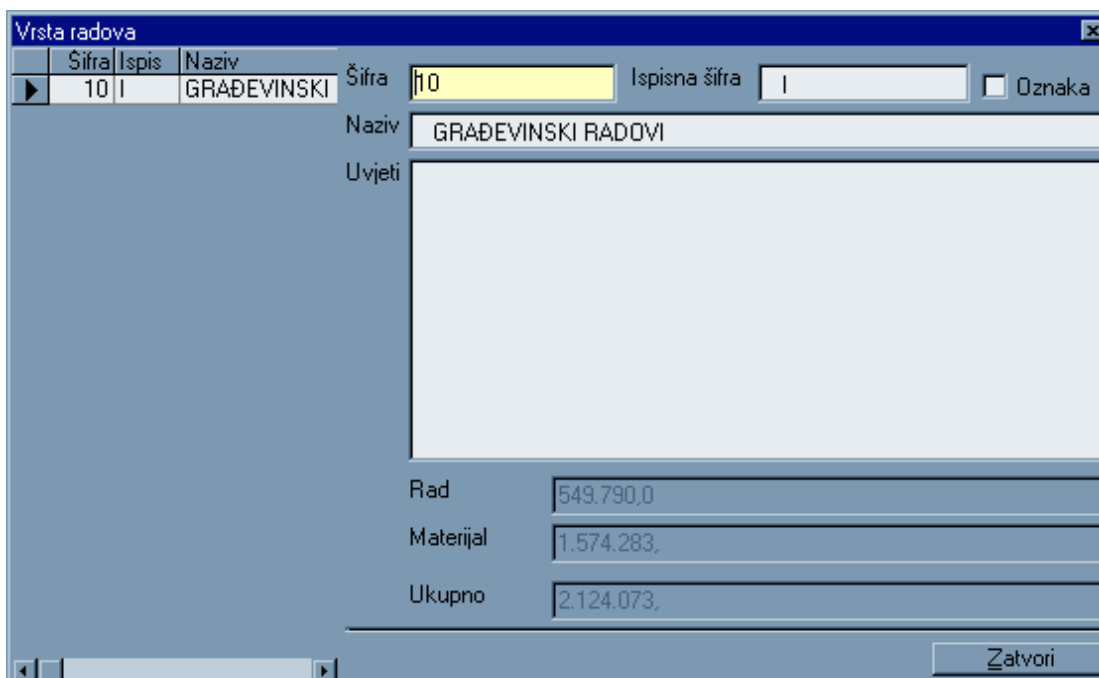 Vrsta radova
Šifra Ispis Naziv
10 I GRAĐEVINSKI
Šifra 10 Ispisna šifra I Oznaka
Naziv GRAĐEVINSKI RADOVI
Uvjeti
Rad 549.790,0
Materijal 1.574.283,
Ukupno 2.124.073,
Zatvori